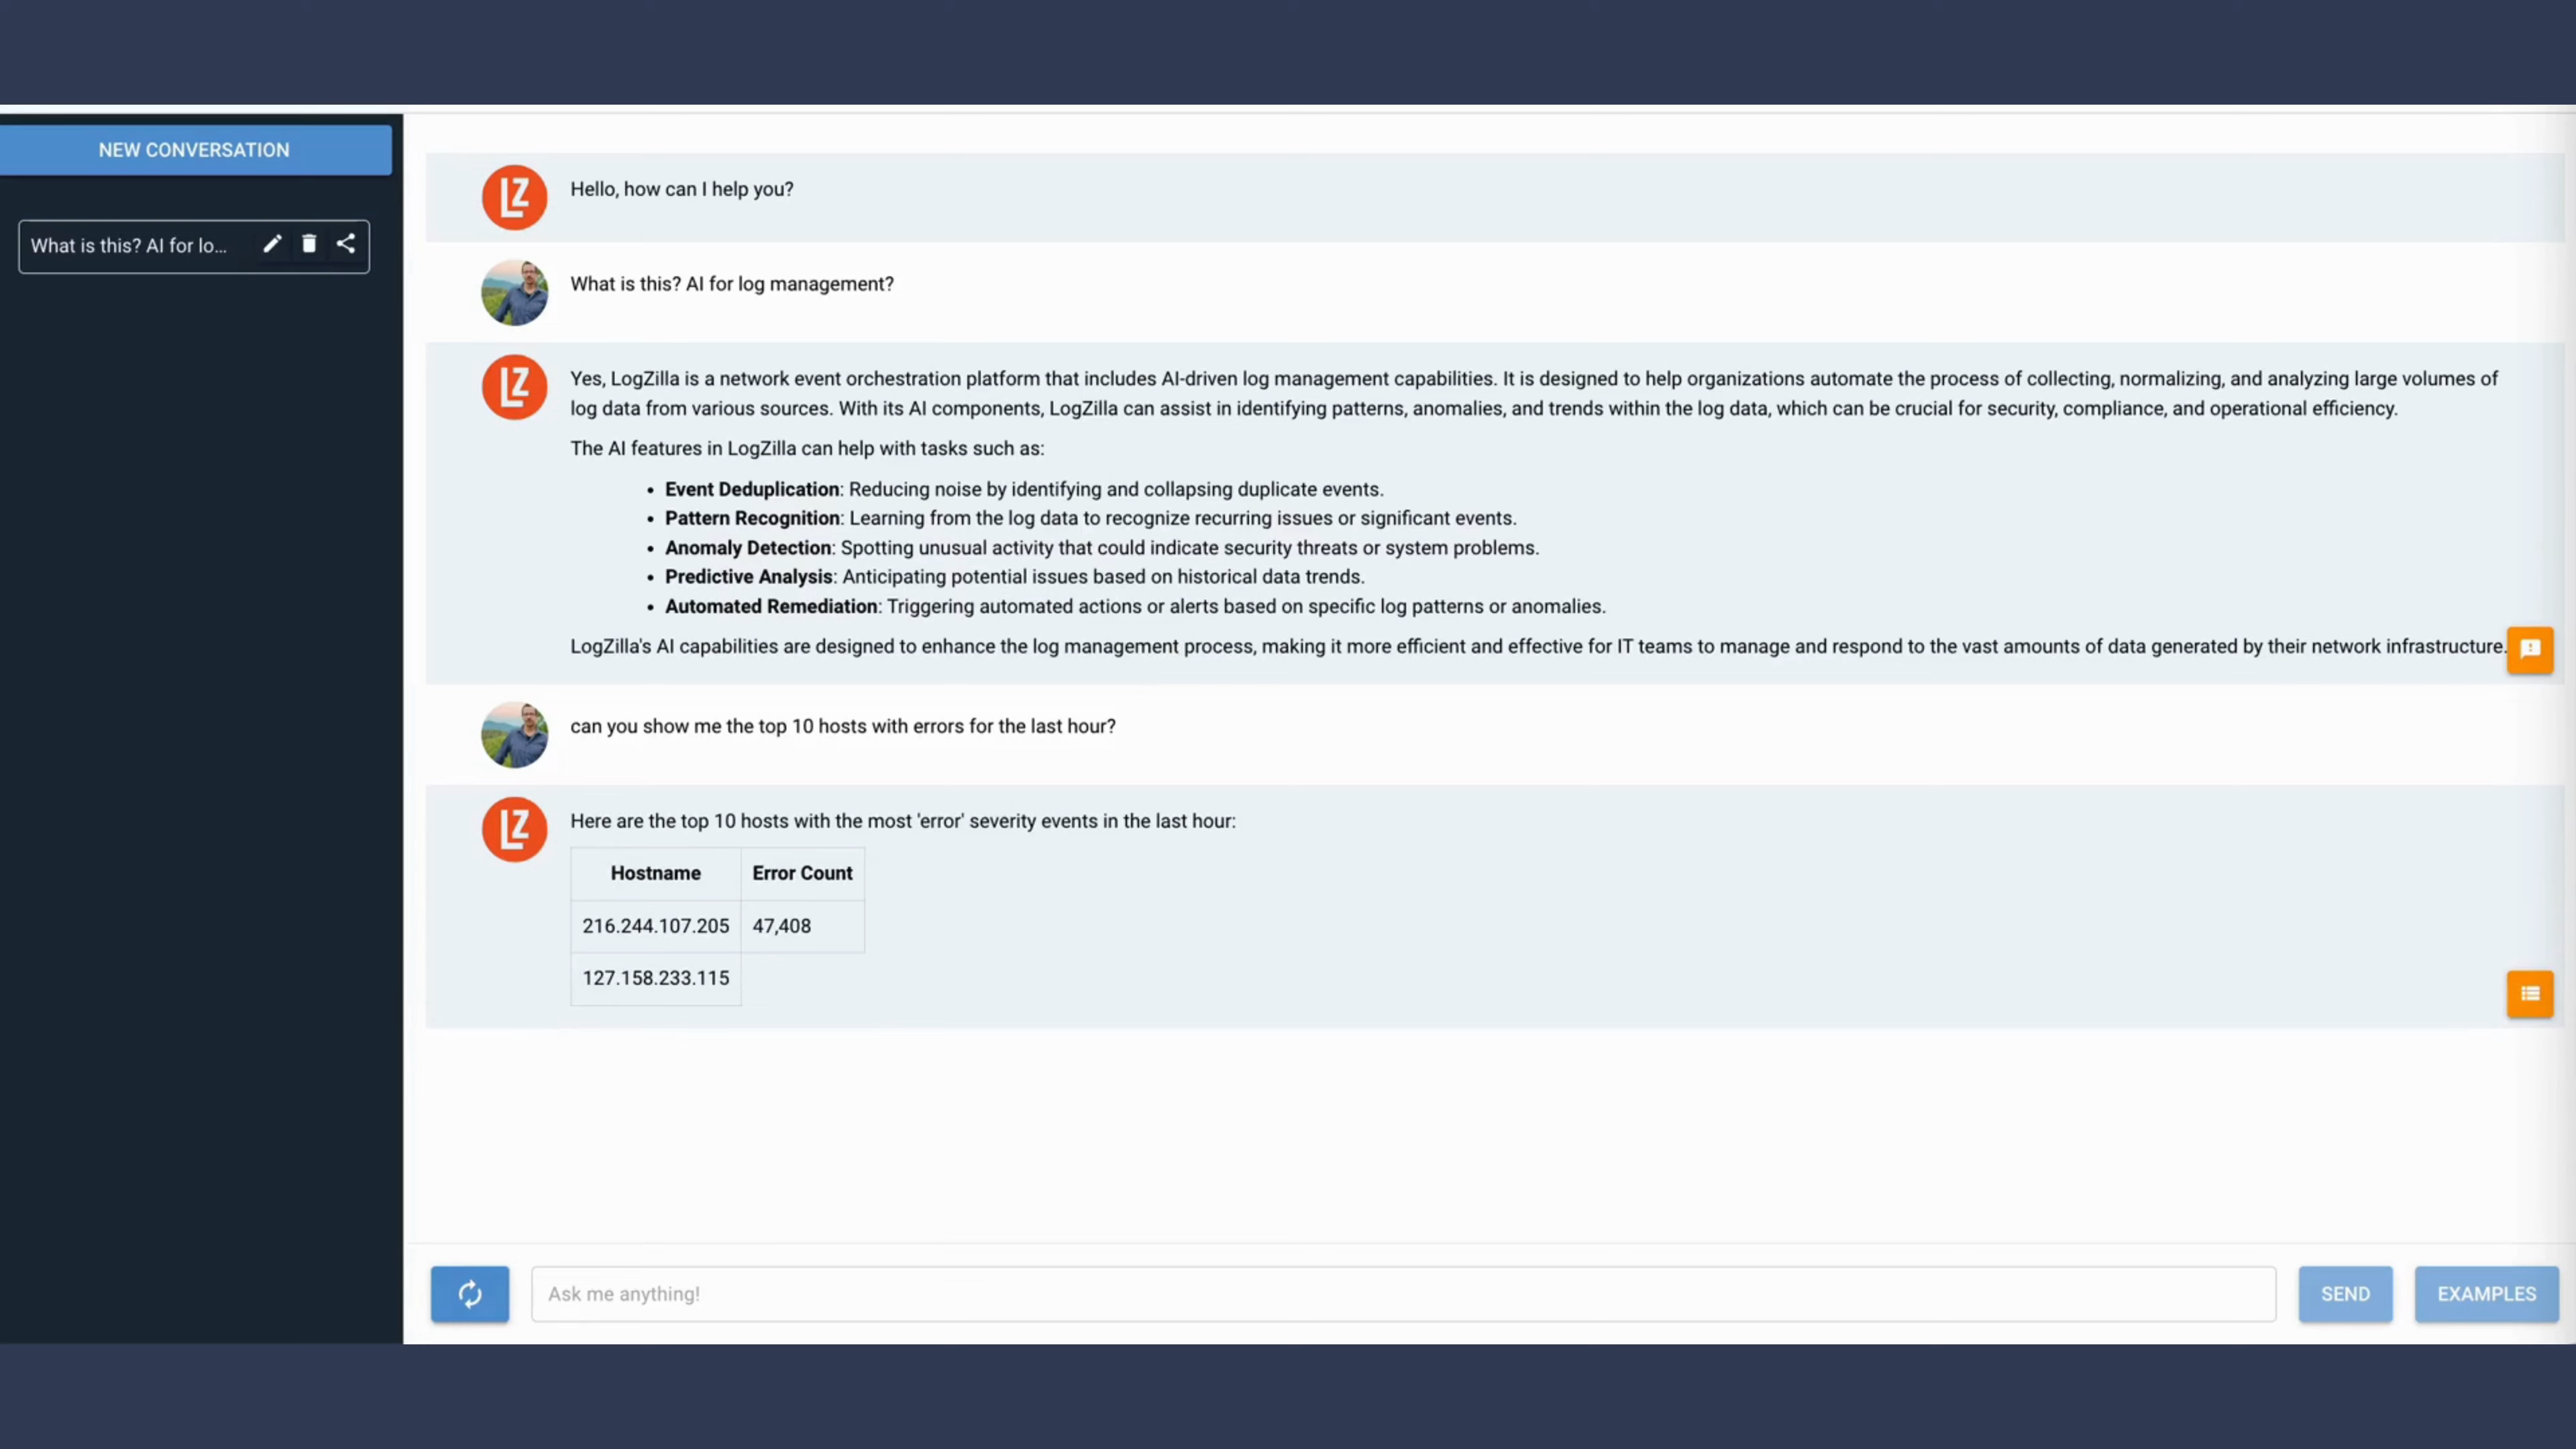 NEW CONVERSATION
What is this? AI for lo...
LZ
Hello, how can I help you?
What is this? AI for log management?
LZ
Yes, LogZilla is a network event orchestration platform that includes AI-driven log management capabilities. It is designed to help organizations automate the process of collecting, normalizing, and analyzing large volumes of
log data from various sources. With its AI components, LogZilla can assist in identifying patterns, anomalies, and trends within the log data, which can be crucial for security, compliance, and operational efficiency.
The AI features in LogZilla can help with tasks such as:
• Event Deduplication: Reducing noise by identifying and collapsing duplicate events.
• Pattern Recognition: Learning from the log data to recognize recurring issues or significant events.
• Anomaly Detection: Spotting unusual activity that could indicate security threats or system problems.
• Predictive Analysis: Anticipating potential issues based on historical data trends.
• Automated Remediation: Triggering automated actions or alerts based on specific log patterns or anomalies.
LogZilla's AI capabilities are designed to enhance the log management process, making it more efficient and effective for IT teams to manage and respond to the vast amounts of data generated by their network infrastructure.
can you show me the top 10 hosts with errors for the last hour?
LZ
Here are the top 10 hosts with the most 'error' severity events in the last hour:
Hostname Error Count
216.244.107.205 47,408
127.158.233.115
Ask me anything!
SEND
EXAMPLES